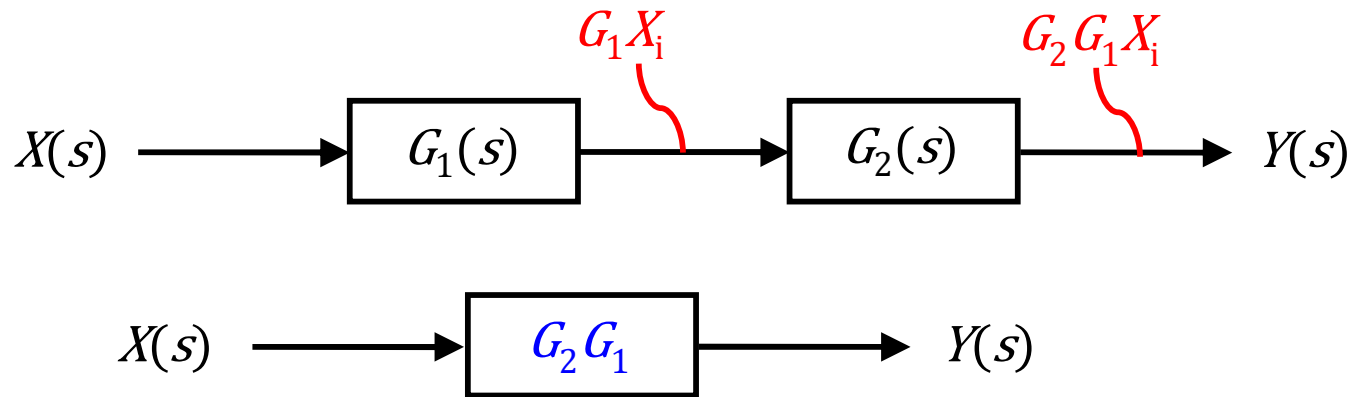 G₁Xᵢ G₂G₁Xᵢ
X(s) G₁(s) G₂(s) Y(s)
X(s) G₂G₁ Y(s)